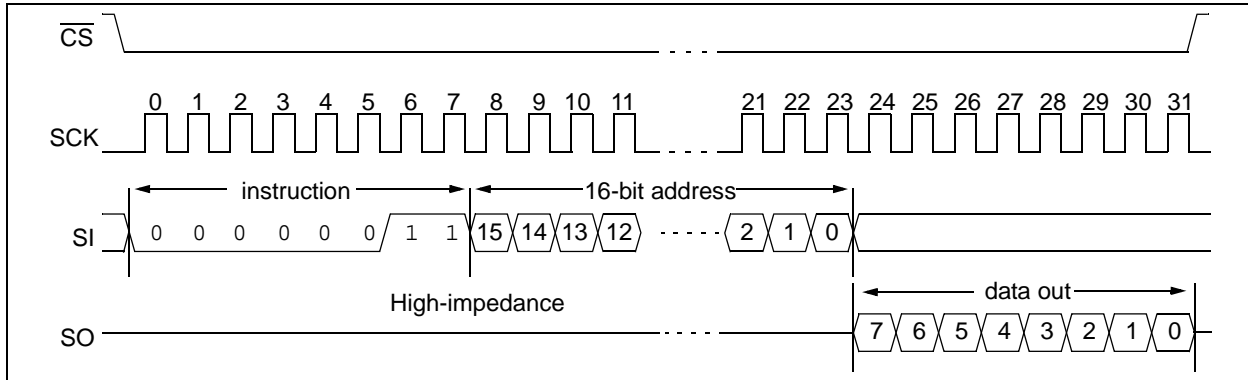 CS
0 1 2 3 4 5 6 7 8 9 10 11 21 22 23 24 25 26 27 28 29 30 31
SCK
instruction 16-bit address
SI 0 0 0 0 0 0 1 1 15 14 13 12 2 1 0
High-impedance data out
SO 7 6 5 4 3 2 1 0